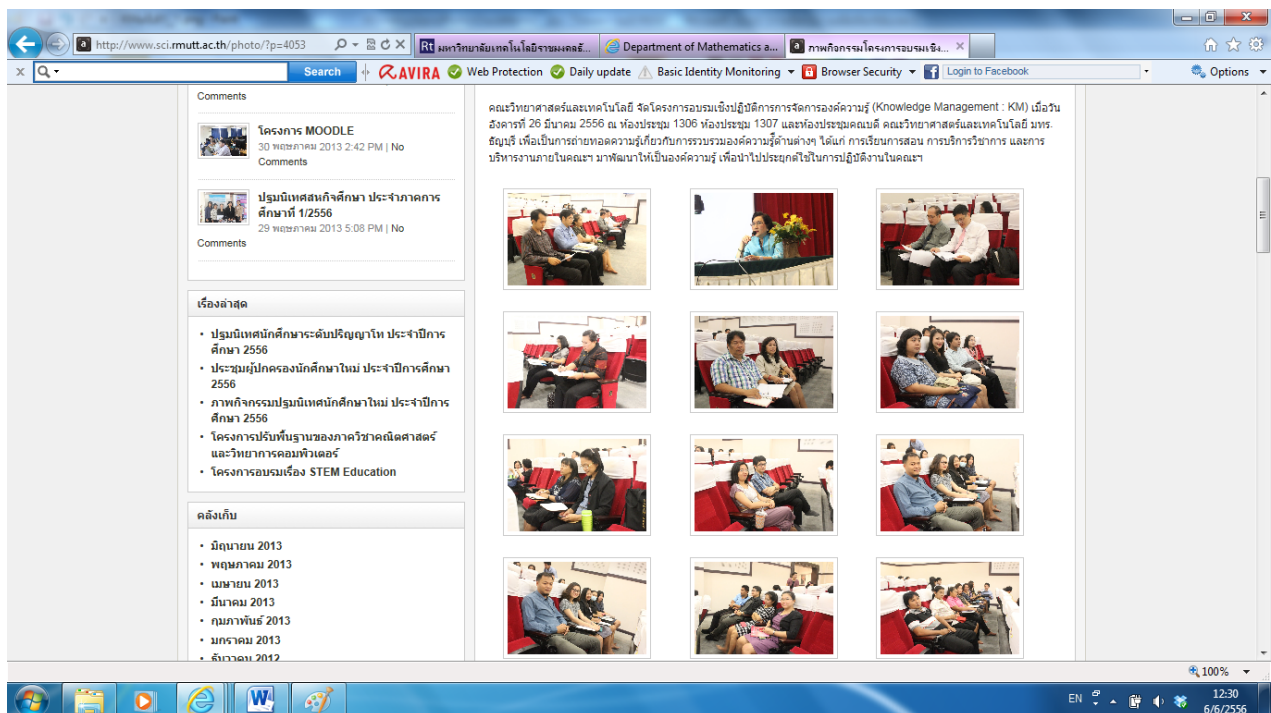 http://www.sci.rmutt.ac.th/photo/?p=4053
Rt มหาวิทยาลัยเทคโนโลยีราชมงคลธั...
Department of Mathematics a...
ภาพกิจกรรมโครงการอบรมเชิง...
Search
AVIRA
Web Protection
Daily update
Basic Identity Monitoring
Browser Security
Login to Facebook
Options
Comments
โครงการ MOODLE
30 พฤษภาคม 2013 2:42 PM | No
Comments
ปฐมนิเทศสหกิจศึกษา ประจำภาคการ
ศึกษาที่ 1/2556
29 พฤษภาคม 2013 5:08 PM | No
Comments
เรื่องล่าสุด
ปฐมนิเทศนักศึกษาระดับปริญญาโท ประจำปีการ
ศึกษา 2556
ประชุมผู้ปกครองนักศึกษาใหม่ ประจำปีการศึกษา
2556
ภาพกิจกรรมปฐมนิเทศนักศึกษาใหม่ ประจำปีการ
ศึกษา 2556
โครงการปรับพื้นฐานของภาควิชาคณิตศาสตร์
และวิทยาการคอมพิวเตอร์
โครงการอบรมเรื่อง STEM Education
คลังเก็บ
มิถุนายน 2013
พฤษภาคม 2013
เมษายน 2013
มีนาคม 2013
กุมภาพันธ์ 2013
มกราคม 2013
ธันวาคม 2012
คณะวิทยาศาสตร์และเทคโนโลยี จัดโครงการอบรมเชิงปฏิบัติการการจัดการองค์ความรู้ (Knowledge Management : KM) เมื่อวัน
อังคารที่ 26 มีนาคม 2556 ณ ห้องประชุม 1306 ห้องประชุม 1307 และห้องประชุมคณบดี คณะวิทยาศาสตร์และเทคโนโลยี มทร.
ธัญบุรี เพื่อเป็นการถ่ายทอดความรู้เกี่ยวกับการรวบรวมองค์ความรู้ด้านต่างๆ ได้แก่ การเรียนการสอน การบริการวิชาการ และการ
บริหารงานภายในคณะฯ มาพัฒนาให้เป็นองค์ความรู้ เพื่อนำไปประยุกต์ใช้ในการปฏิบัติงานในคณะฯ
100%
EN
12:30
6/6/2556